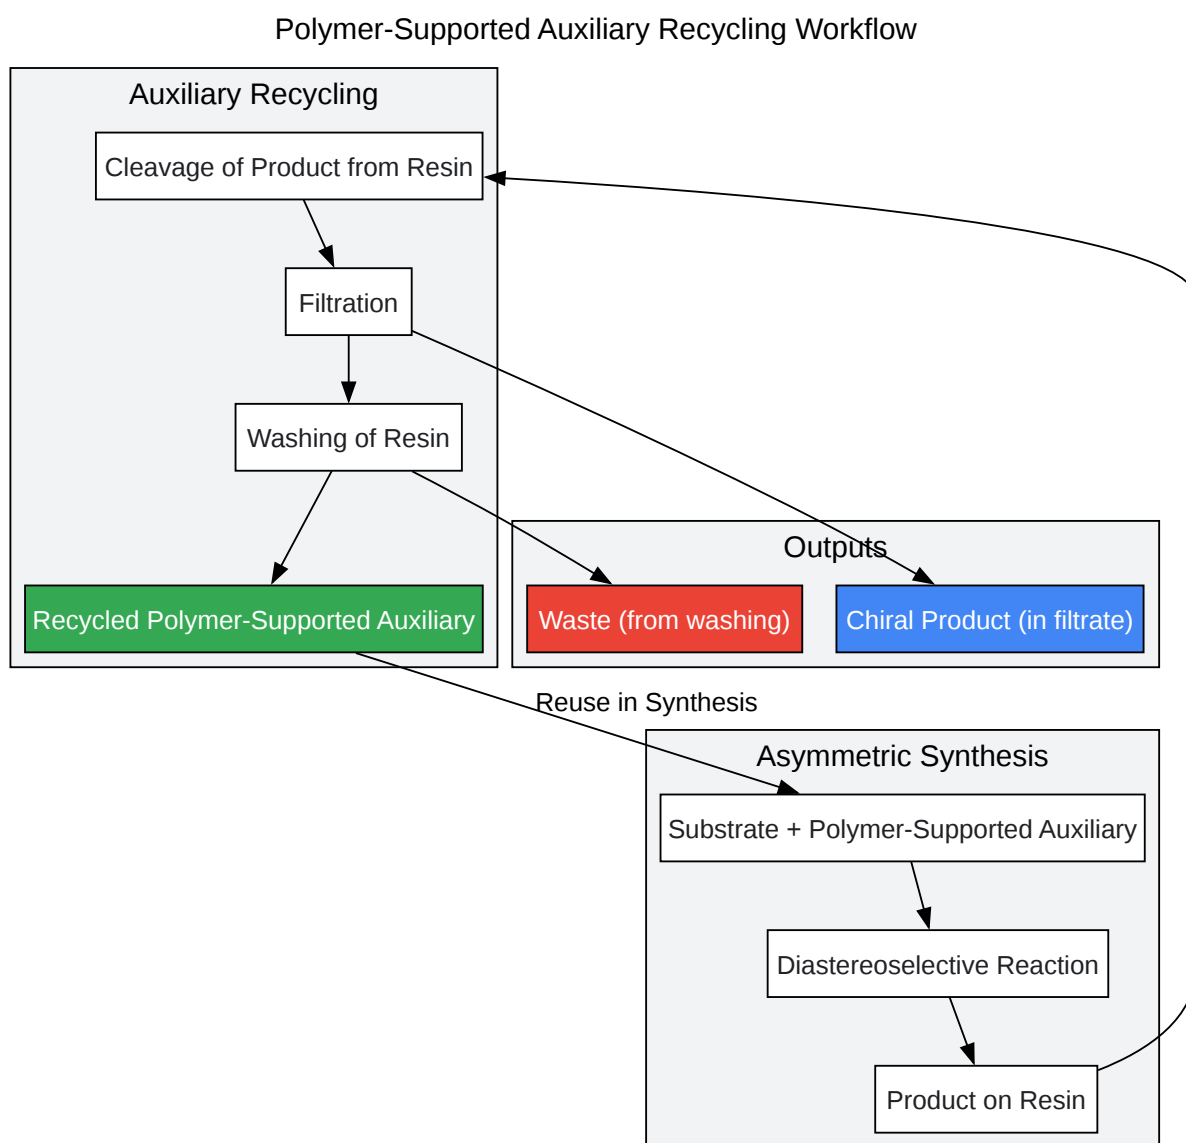 Polymer-Supported Auxiliary Recycling Workflow
Auxiliary Recycling
Cleavage of Product from Resin
Filtration
Washing of Resin
Recycled Polymer-Supported Auxiliary
Outputs
Waste (from washing)
Chiral Product (in filtrate)
Reuse in Synthesis
Asymmetric Synthesis
Substrate + Polymer-Supported Auxiliary
Diastereoselective Reaction
Product on Resin